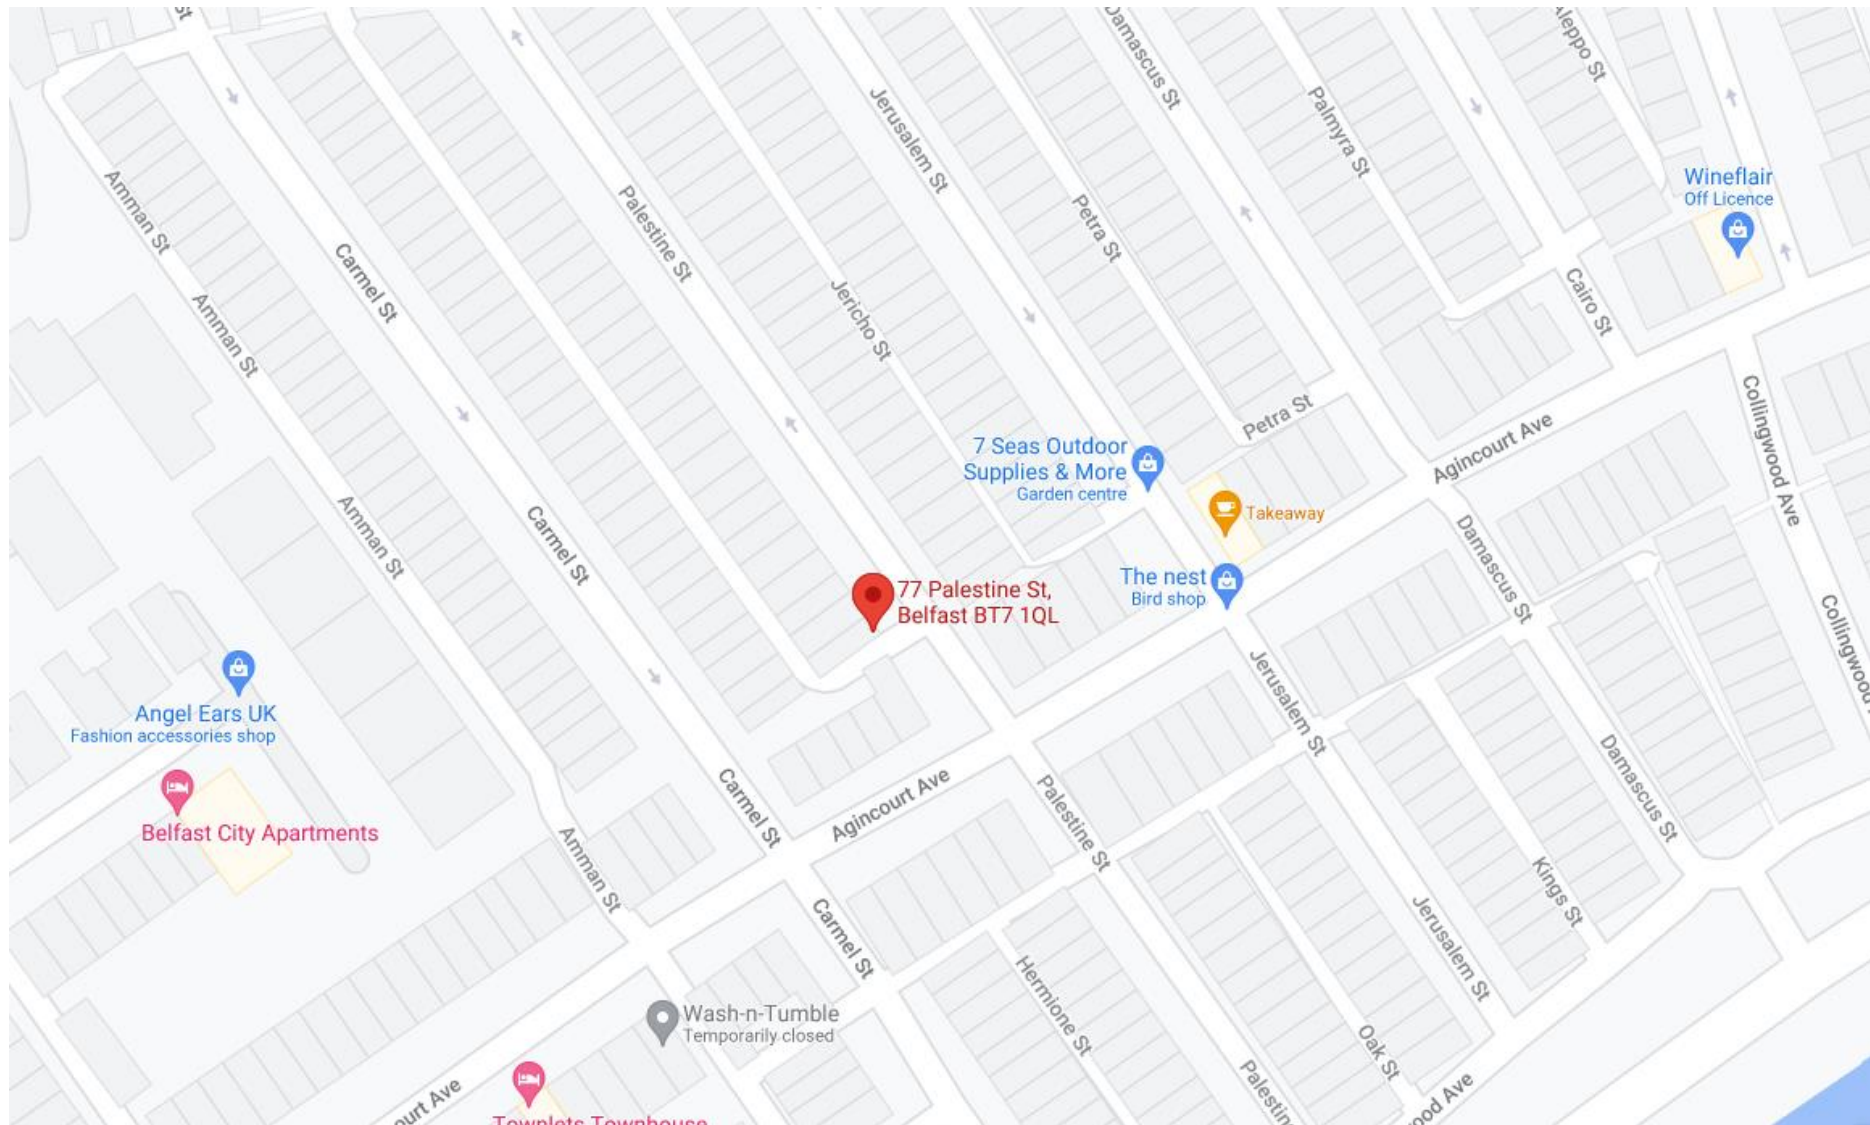 St
Damascus St
Aleppo St
Jerusalem St
Palmyra St
Amman St
Palestine St
Petra St
Wineflair
Off Licence
Carmel St
Jericho St
Cairo St
Amman St
Petra St
Agincourt Ave
Collingwood Ave
7 Seas Outdoor
Supplies & More
Garden centre
Takeaway
Amman St
Carmel St
Damascus St
The nest
Bird shop
77 Palestine St,
Belfast BT7 1QL
Collingwood
Jerusalem St
Angel Ears UK
Fashion accessories shop
Damascus St
Carmel St
Agincourt Ave
Palestine St
Belfast City Apartments
Amman St
Kings St
Carmel St
Jerusalem St
Hermione St
Wash-n-Tumble
Temporarily closed
Oak St
Palestin
ourt Ave
ood Ave
Townlets Townhouse